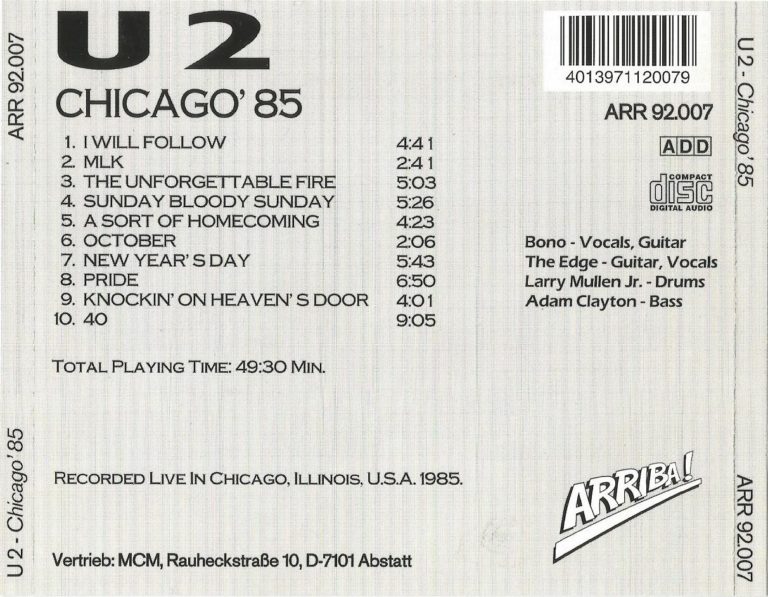 U 2
CHICAGO' 85
1. I WILL FOLLOW 4:41
2. MLK 2:41
3. THE UNFORGETTABLE FIRE 5:03
4. SUNDAY BLOODY SUNDAY 5:26
5. A SORT OF HOMECOMING 4:23
6. OCTOBER 2:06
7. NEW YEAR' S DAY 5:43
8. PRIDE 6:50
9. KNOCKIN' ON HEAVEN' S DOOR 4:01
10. 40 9:05
TOTAL PLAYING TIME: 49:30 MIN.
RECORDED LIVE IN CHICAGO, ILLINOIS, U.S.A. 1985.
Vertrieb: MCM, Rauheckstraße 10, D-7101 Abstatt
4013971120079
ARR 92.007
ADD
COMPACT
disc
DIGITAL AUDIO
Bono - Vocals, Guitar
The Edge - Guitar, Vocals
Larry Mullen Jr. - Drums
Adam Clayton - Bass
ARRIBA!
ARR 92.007
U 2 - Chicago' 85
U 2 - Chicago' 85
ARR 92.007